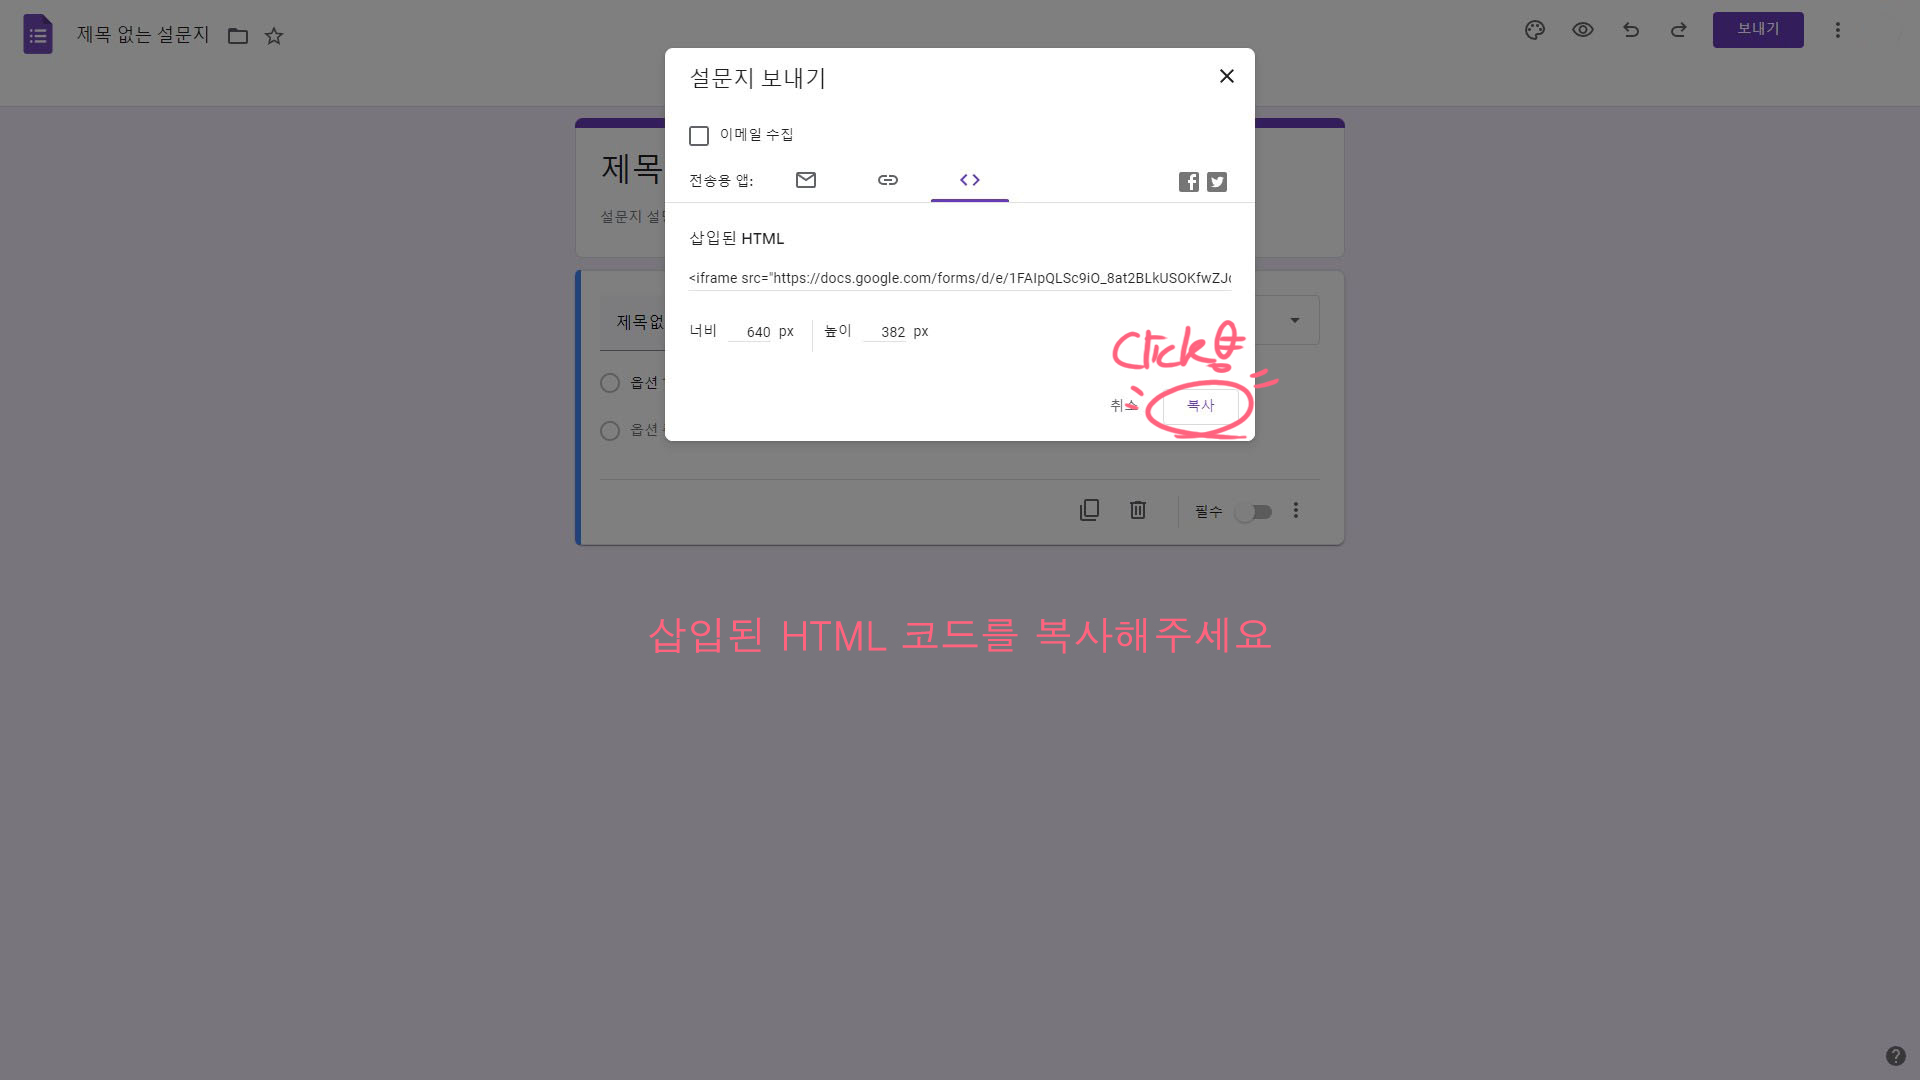 제목 없는 설문지
보내기
설문지 보내기
이메일 수집
전송용 앱:
제목
설문지
삽입된 HTML
<iframe src="https://docs.google.com/forms/d/e/1FAIpQLSc9iO_8at2BLkUSOKfwZJ
너비 640 px 높이 382 px
제목없
Click
옵션
취소 복사
옵션
필수
삽입된 HTML 코드를 복사해주세요